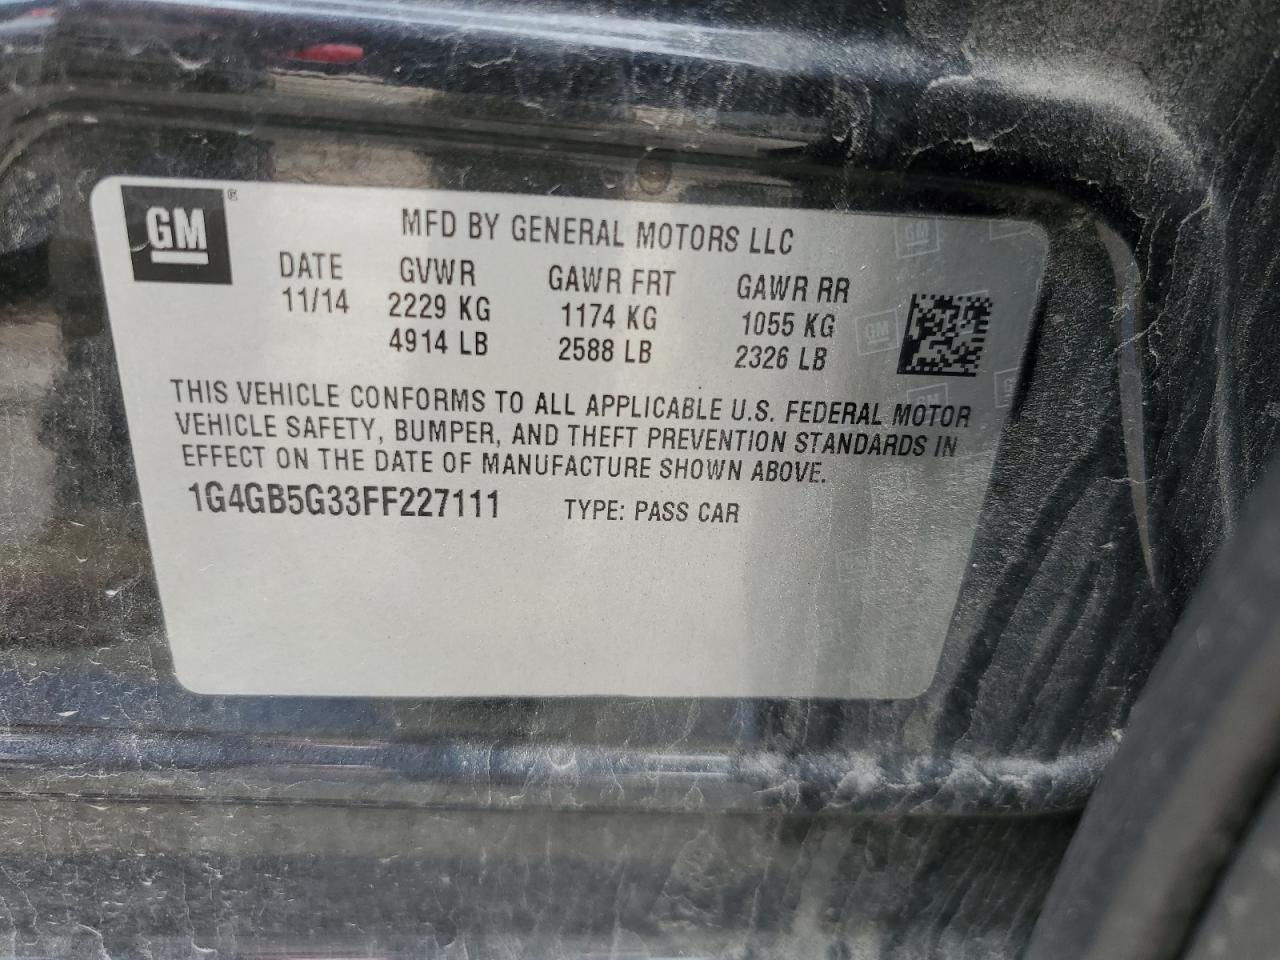 GM
MFD BY GENERAL MOTORS LLC
DATE GVWR GAWR FRT GAWR RR
11/14 2229 KG 1174 KG 1055 KG
4914 LB 2588 LB 2326 LB
THIS VEHICLE CONFORMS TO ALL APPLICABLE U.S. FEDERAL MOTOR
VEHICLE SAFETY, BUMPER, AND THEFT PREVENTION STANDARDS IN
EFFECT ON THE DATE OF MANUFACTURE SHOWN ABOVE.
1G4GB5G33FF227111 TYPE: PASS CAR